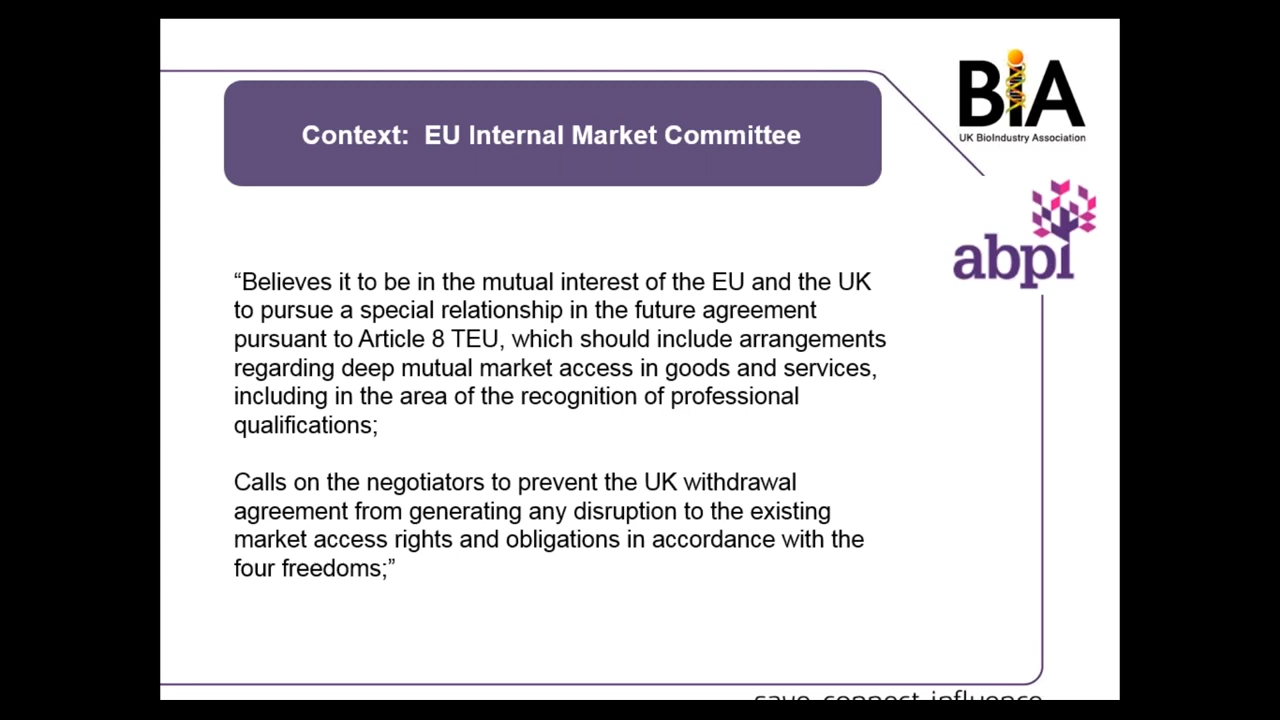 Context:  EU Internal Market Committee
BIA
UK BioIndustry Association
abpi
“Believes it to be in the mutual interest of the EU and the UK
to pursue a special relationship in the future agreement
pursuant to Article 8 TEU, which should include arrangements
regarding deep mutual market access in goods and services,
including in the area of the recognition of professional
qualifications;
Calls on the negotiators to prevent the UK withdrawal
agreement from generating any disruption to the existing
market access rights and obligations in accordance with the
four freedoms;”
connect influence